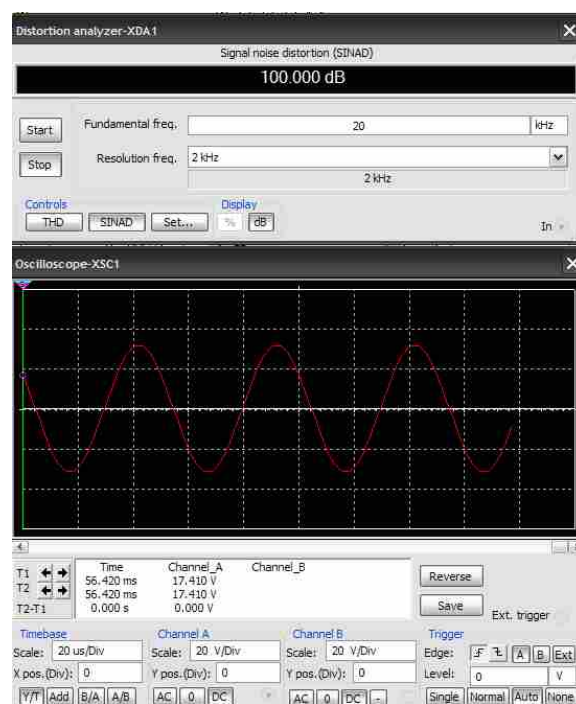 Distortion analyzer-XDA1 X
Signal noise distortion (SINAD)
100.000 dB
Start Fundamental freq. 20 kHz
Stop Resolution freq. 2 kHz
2 kHz
Controls Display
THD SINAD Set... % dB In
Oscilloscope-XSC1 X
Time Channel_A Channel_B
T1 56.420 ms 17.410 V
T2 56.420 ms 17.410 V
T2-T1 0.000 s 0.000 V
Reverse
Save Ext. trigger
Timebase Channel A Channel B Trigger
Scale: 20 us/Div Scale: 20 V/Div Scale: 20 V/Div Edge: A B Ext
X pos.(Div): 0 Y pos.(Div): 0 Y pos.(Div): 0 Level: 0 V
Y/T Add B/A A/B AC 0 DC AC 0 DC - Single Normal Auto None